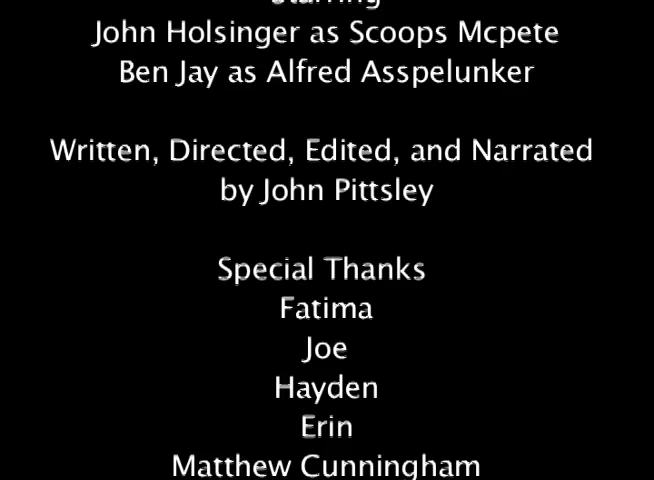 Starring
John Holsinger as Scoops Mcpete
Ben Jay as Alfred Asspelunker
Written, Directed, Edited, and Narrated
by John Pittsley
Special Thanks
Fatima
Joe
Hayden
Erin
Matthew Cunningham